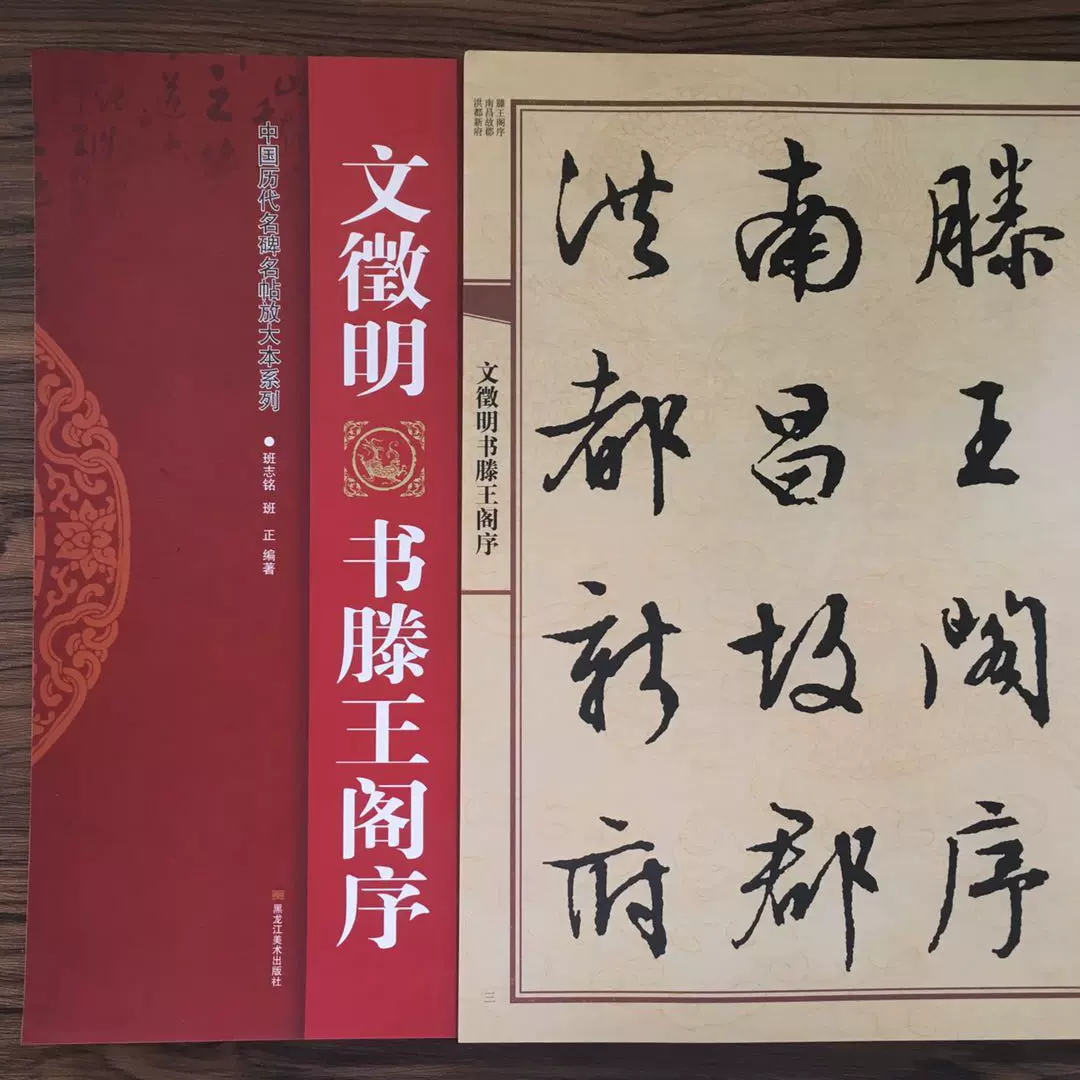 中国历代名碑名帖放大本系列
●班志铭 班 正 编著
文徵明 书滕王阁序
黑龙江美术出版社
滕王阁序
南昌故郡
洪都新府
文徵明书滕王阁序
三
滕王阁序
南昌故郡
洪都新府